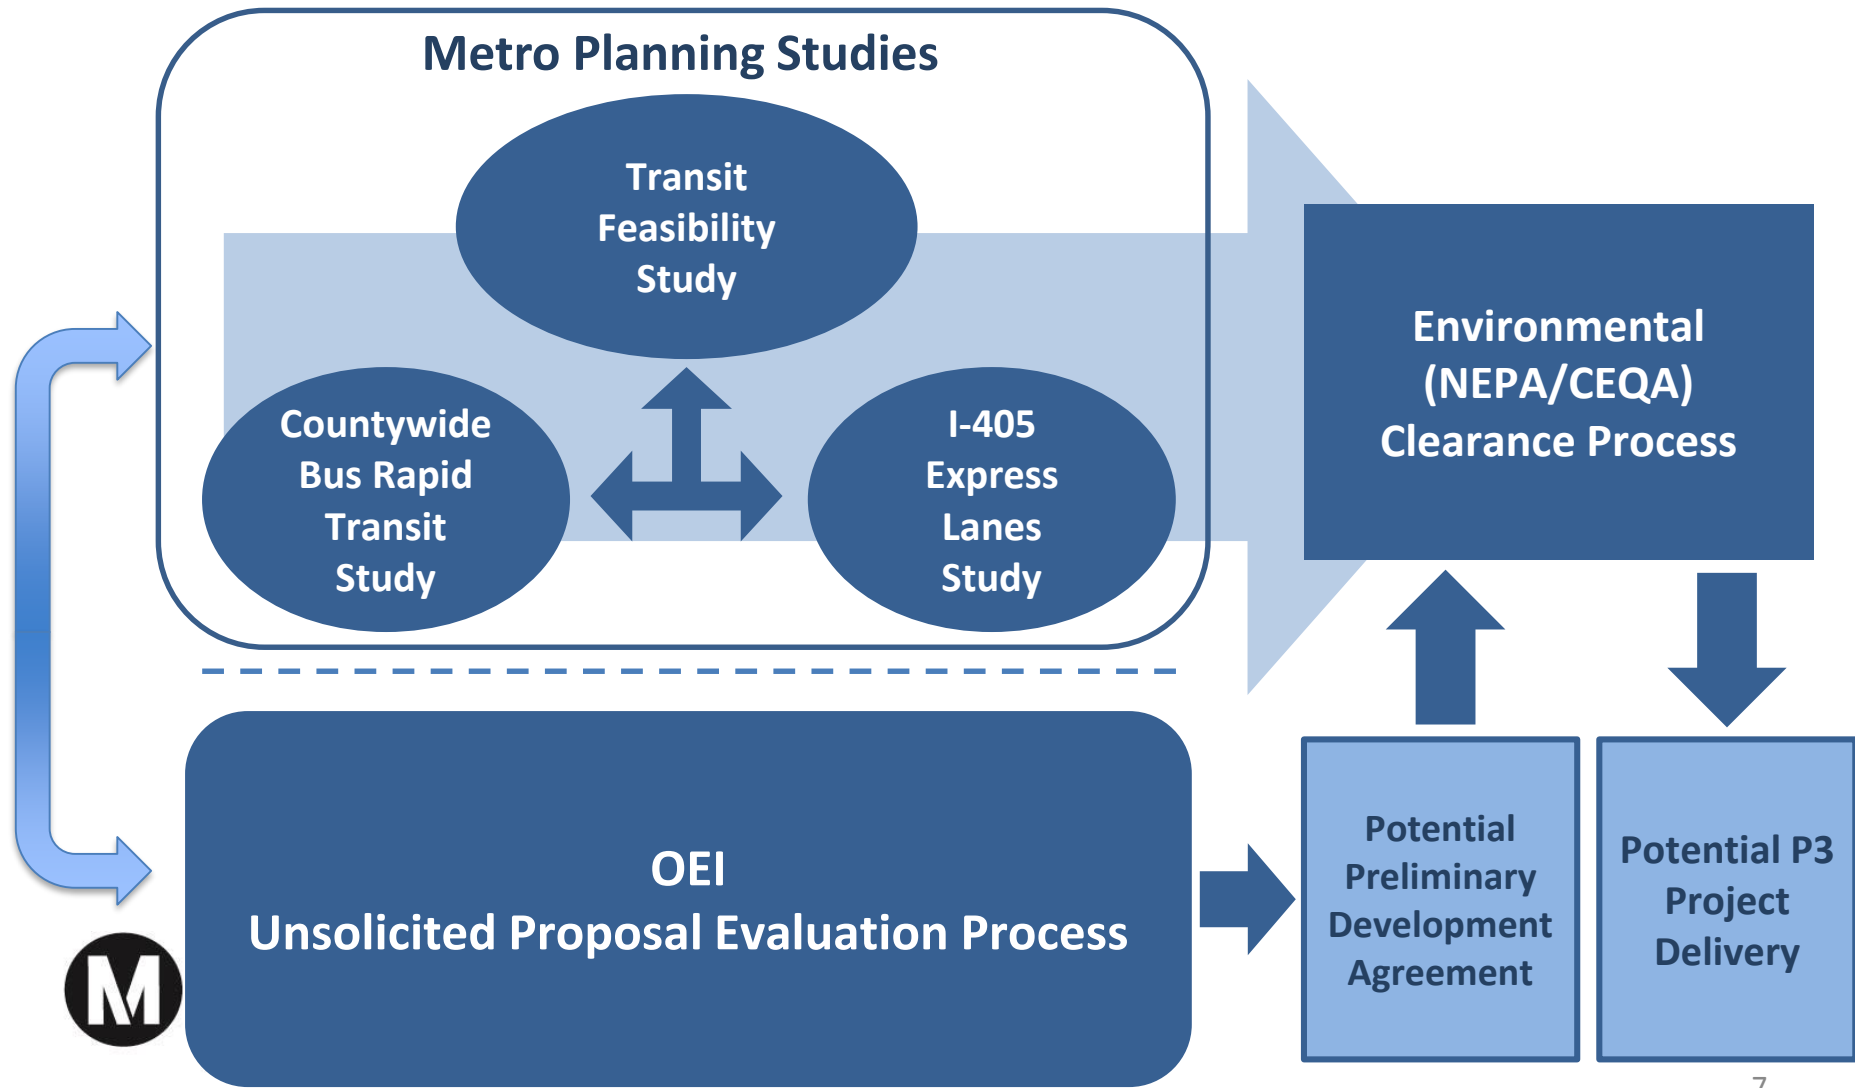 Metro Planning Studies
Transit
Feasibility
Study
Countywide
Bus Rapid
Transit
Study
I-405
Express
Lanes
Study
Environmental
(NEPA/CEQA)
Clearance Process
OEI
Unsolicited Proposal Evaluation Process
Potential
Preliminary
Development
Agreement
Potential P3
Project
Delivery
M
7